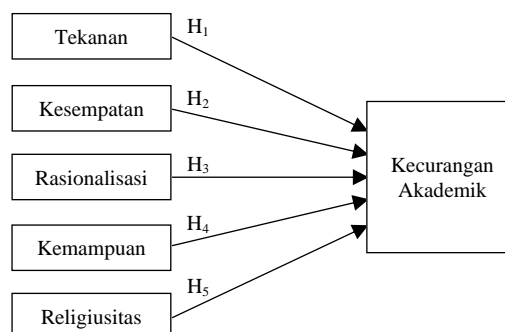 Tekanan
H₁
Kesempatan
H₂
Rasionalisasi
H₃
Kemampuan
H₄
Religiusitas
H₅
Kecurangan
Akademik